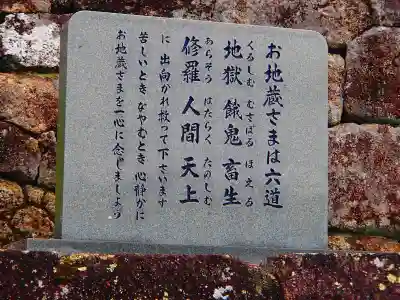 お地蔵さまは六道
くるしむ むさぼる ほえる
地獄 餓鬼 畜生
あらそう はたらく たのしむ
修羅 人間 天上
に 出向かれ救って下さいます
苦しいとき なやむとき 心静かに
お地蔵さまを一心に念じましょう